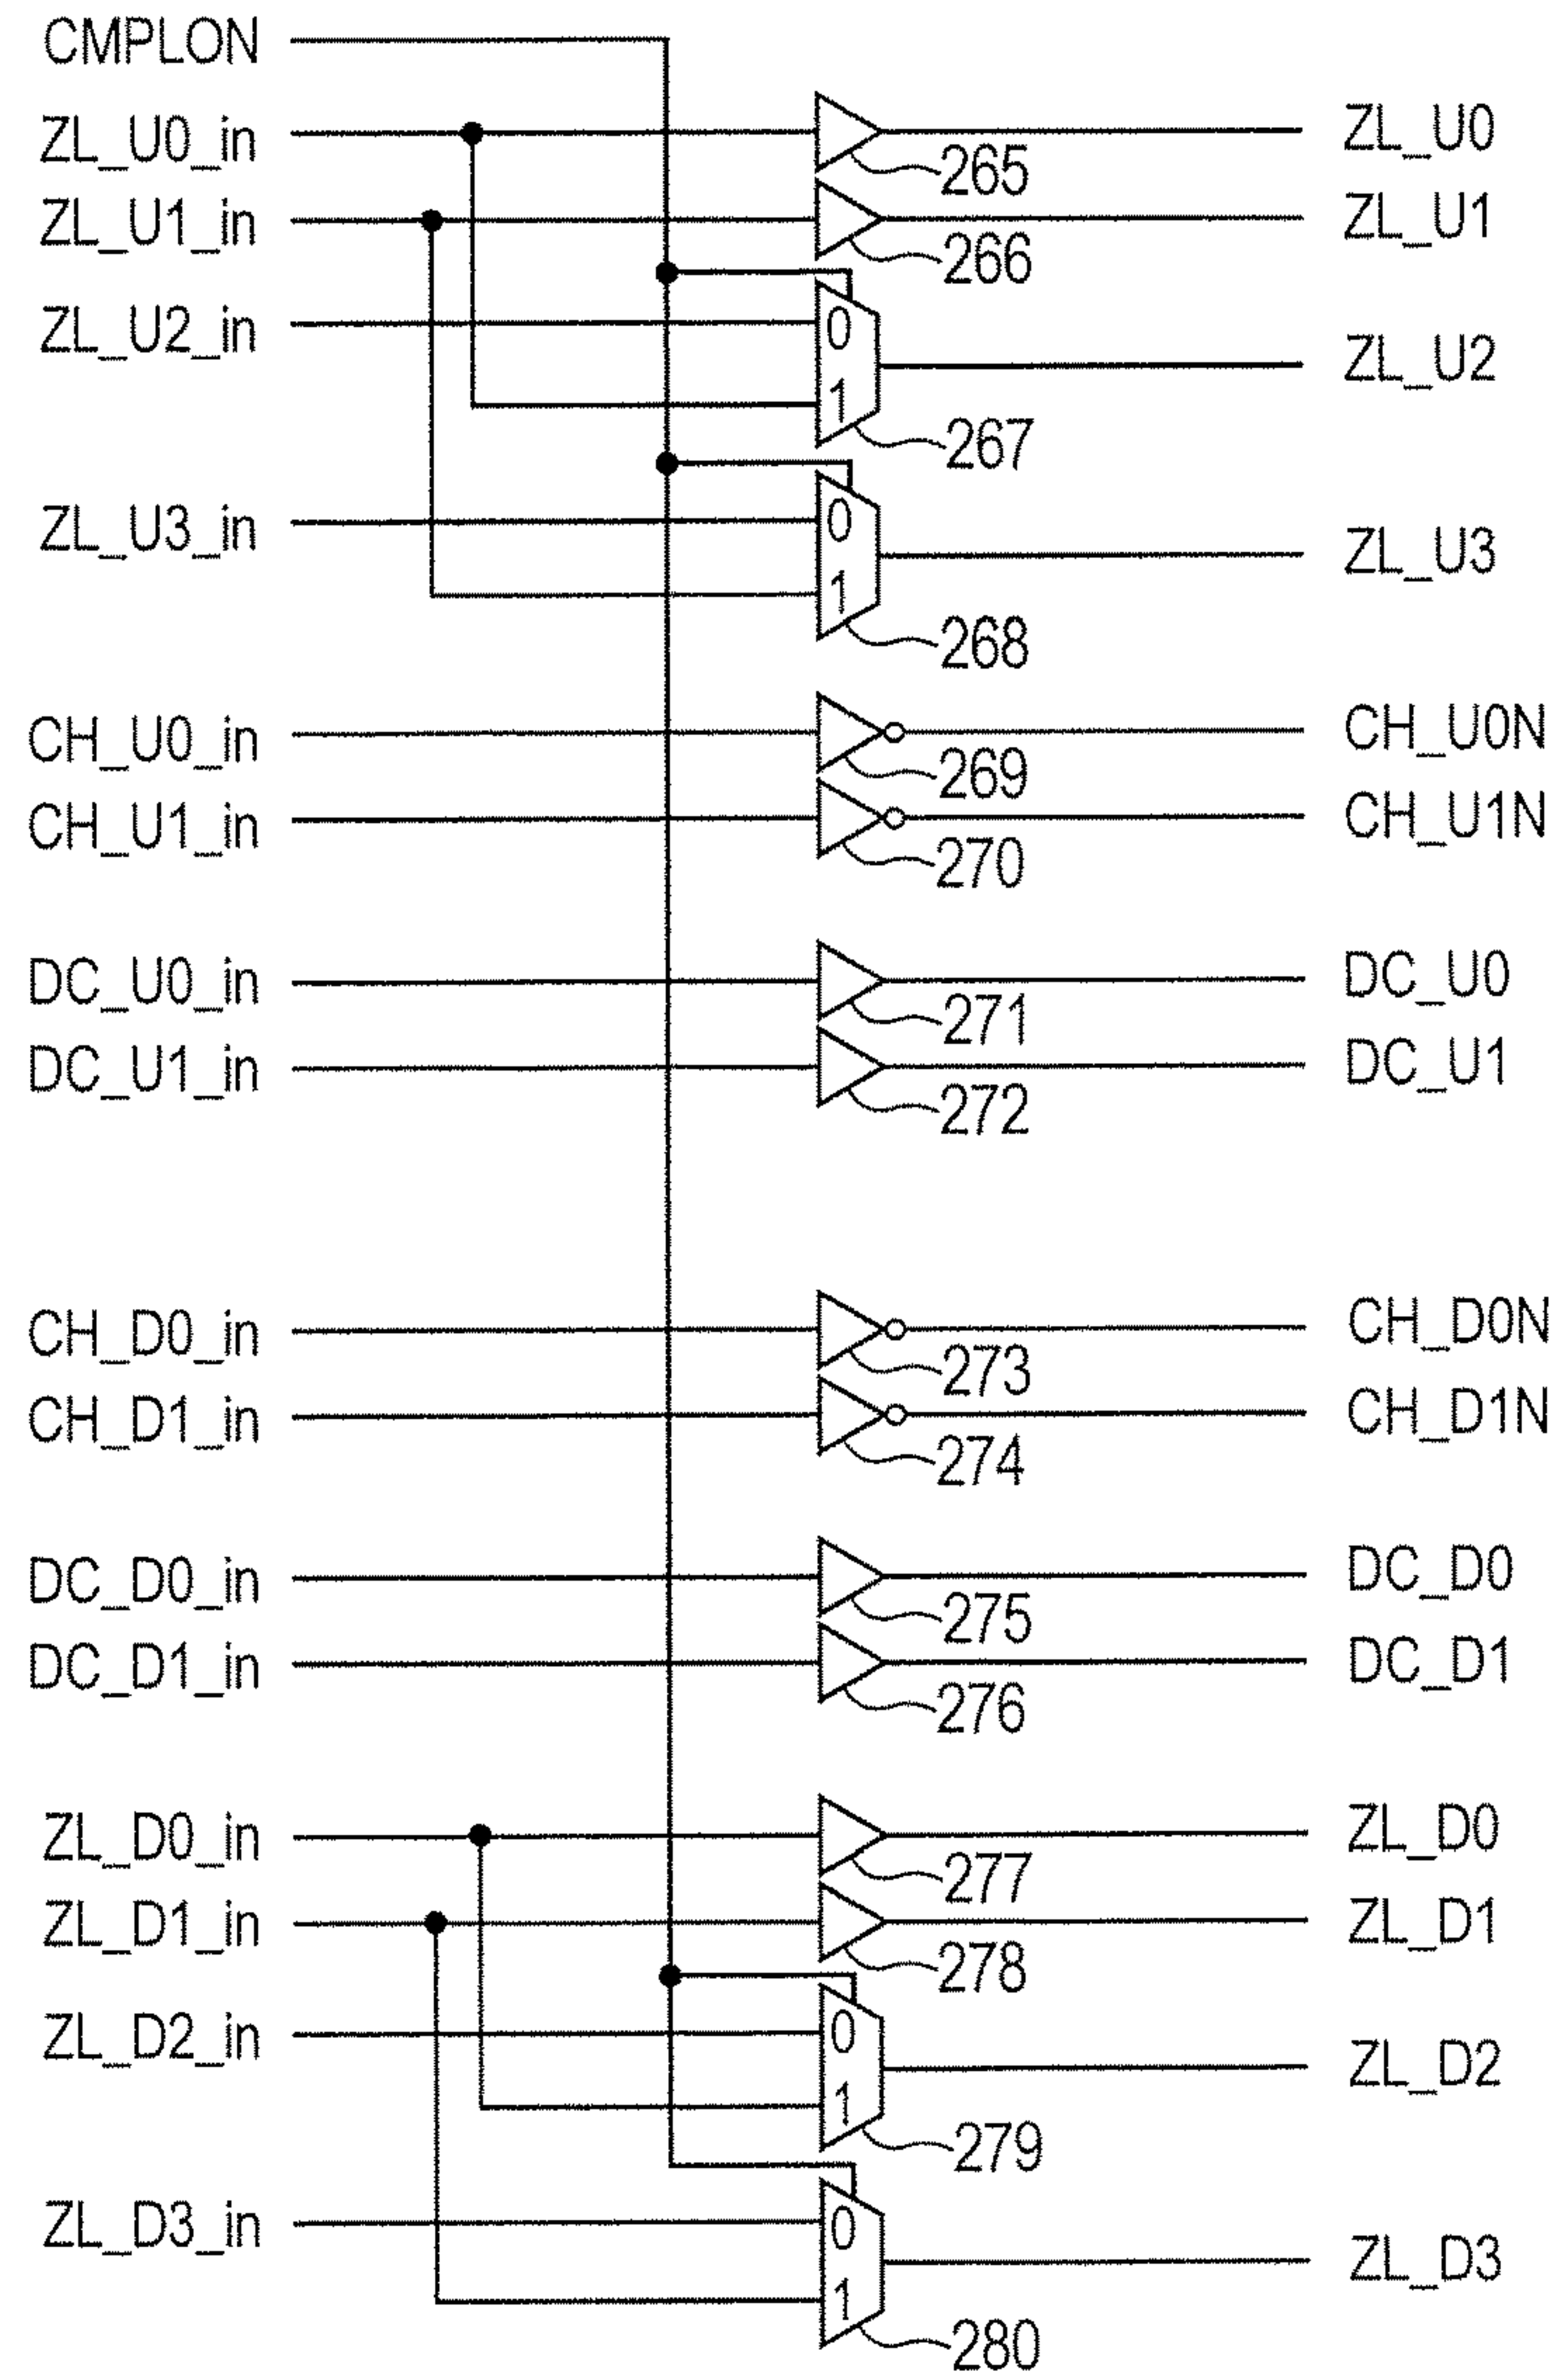 CMPLON
ZL_U0_in
265
ZL_U0
ZL_U1_in
266
ZL_U1
ZL_U2_in
0
1
267
ZL_U2
ZL_U3_in
0
1
268
ZL_U3
CH_U0_in
269
CH_U0N
CH_U1_in
270
CH_U1N
DC_U0_in
271
DC_U0
DC_U1_in
272
DC_U1
CH_D0_in
273
CH_D0N
CH_D1_in
274
CH_D1N
DC_D0_in
275
DC_D0
DC_D1_in
276
DC_D1
ZL_D0_in
277
ZL_D0
ZL_D1_in
278
ZL_D1
ZL_D2_in
0
1
279
ZL_D2
ZL_D3_in
0
1
280
ZL_D3